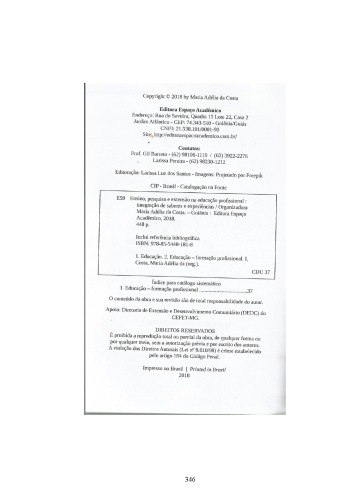 Copyright © 2018 by Maria Adélia da Costa
Editora Espaço Acadêmico
Endereço: Rua do Saveiro, Quadra 15 Lote 22, Casa 2
Jardim Atlântico - CEP: 74.343-510 - Goiânia/Goiás
CNPJ: 21.538.101/0001-90
Site: http://editoraespacoacademico.com.br/
Contatos:
Prof. Gil Barreto - (62) 98106-1119 / (62) 3922-2276
Larissa Pereira - (62) 98230-1212
Editoração: Larissa Luz dos Santos - Imagens: Projetado por Freepik
CIP - Brasil - Catalogação na Fonte
E59 Ensino, pesquisa e extensão na educação profissional :
integração de saberes e experiências / Organizadora
Maria Adélia da Costa. – Goiânia : Editora Espaço
Acadêmico, 2018.
448 p.
Inclui referência bibliográfica
ISBN: 978-85-5440-181-8
1. Educação. 2. Educação – formação profissional. I.
Costa, Maria Adélia da (org.).
CDU 37
Índice para catálogo sistemático
1 Educação – formação profissional ..................37
O conteúdo da obra e sua revisão são de total responsabilidade do autor.
Apoio: Diretoria de Extensão e Desenvolvimento Comunitário (DEDC) do
CEFET-MG.
DIREITOS RESERVADOS
É proibida a reprodução total ou parcial da obra, de qualquer forma ou
por qualquer meio, sem a autorização prévia e por escrito dos autores.
A violação dos Direitos Autorais (Lei nº 9.610/98) é crime estabelecido
pelo artigo 184 do Código Penal.
Impresso no Brasil | Printed in Brazil
2018
346